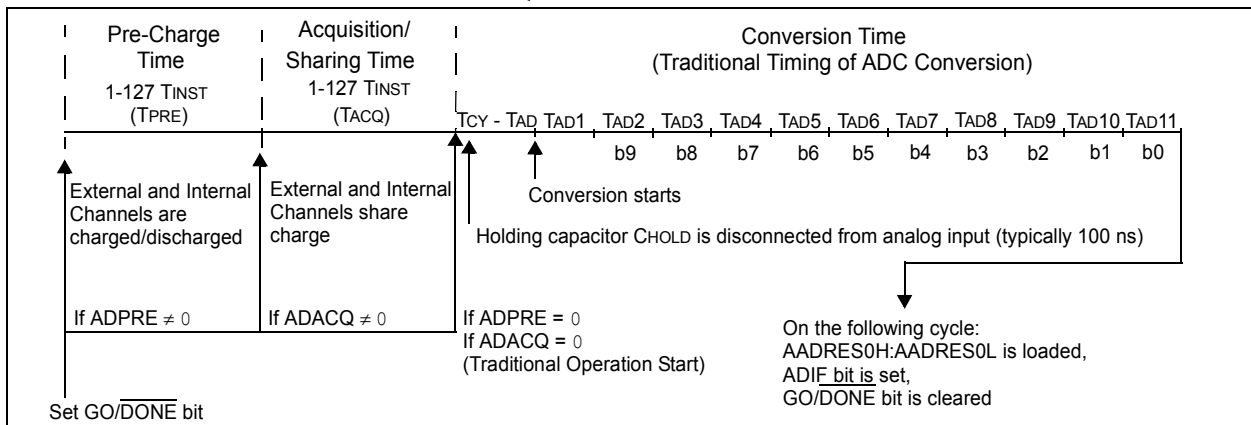 Pre-Charge
Time
1-127 TINST
(TPRE)
Acquisition/
Sharing Time
1-127 TINST
(TACQ)
Conversion Time
(Traditional Timing of ADC Conversion)
TCY - TAD TAD1 TAD2 TAD3 TAD4 TAD5 TAD6 TAD7 TAD8 TAD9 TAD10 TAD11
b9 b8 b7 b6 b5 b4 b3 b2 b1 b0
External and Internal
Channels are
charged/discharged
External and Internal
Channels share
charge
Conversion starts
Holding capacitor CHOLD is disconnected from analog input (typically 100 ns)
If ADPRE ≠ 0
If ADACQ ≠ 0
If ADPRE = 0
If ADACQ = 0
(Traditional Operation Start)
On the following cycle:
AADRES0H:AADRES0L is loaded,
ADIF bit is set,
GO/DONE bit is cleared
Set GO/DONE bit